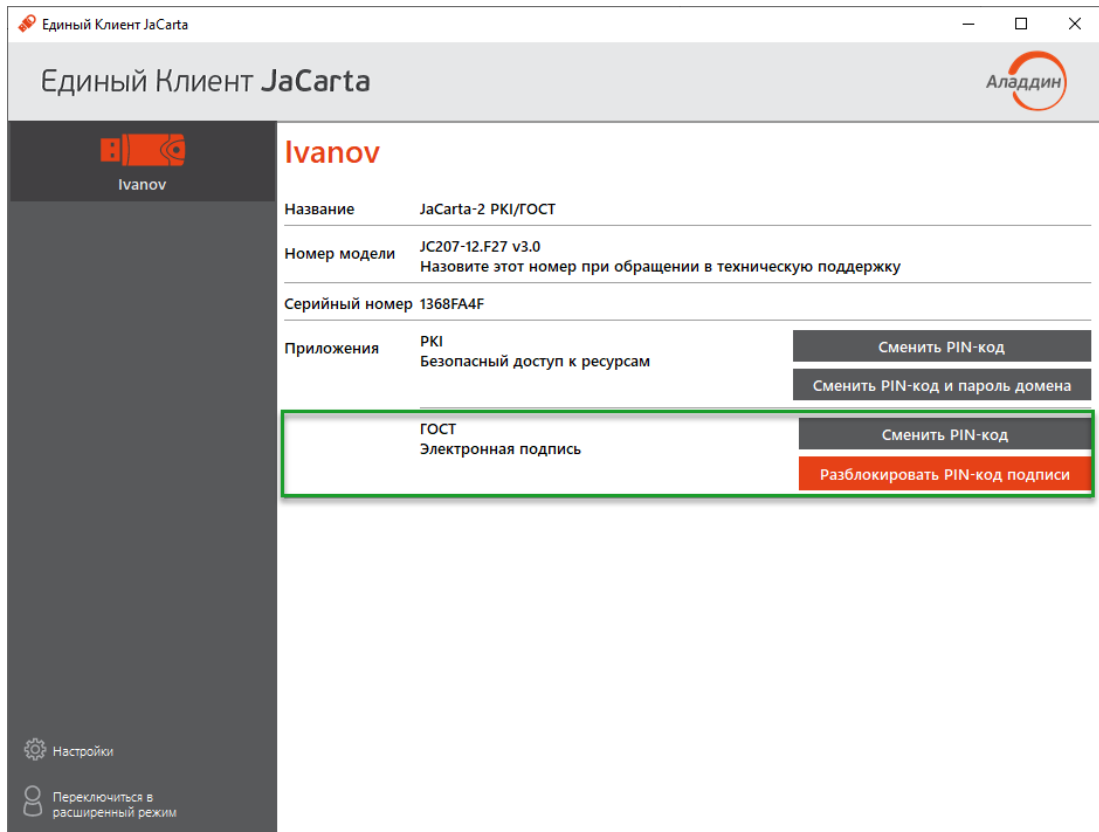 Единый Клиент JaCarta
Единый Клиент JaCarta
Аладдин
Ivanov
Ivanov
Название JaCarta-2 PKI/ГОСТ
Номер модели JC207-12.F27 v3.0
Назовите этот номер при обращении в техническую поддержку
Серийный номер 1368FA4F
Приложения PKI
Безопасный доступ к ресурсам
Сменить PIN-код
Сменить PIN-код и пароль домена
ГОСТ
Электронная подпись
Сменить PIN-код
Разблокировать PIN-код подписи
Настройки
Переключиться в
расширенный режим